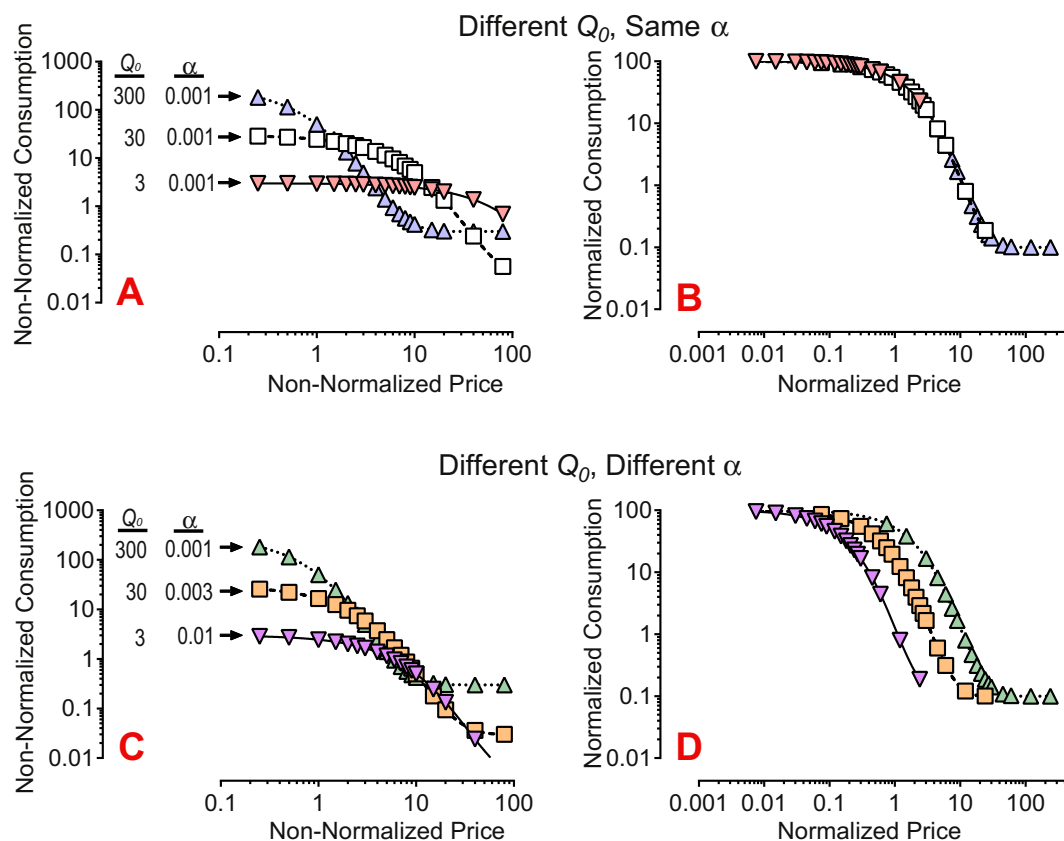 Different Q0, Same α
Non-Normalized Consumption
1000
100
10
1
0.1
0.01
Q0 α
300 0.001
30 0.001
3 0.001
A
0.1 1 10 100
Non-Normalized Price
Normalized Consumption
100
10
1
0.1
0.01
B
0.001 0.01 0.1 1 10 100
Normalized Price
Different Q0, Different α
Non-Normalized Consumption
1000
100
10
1
0.1
0.01
Q0 α
300 0.001
30 0.003
3 0.01
C
0.1 1 10 100
Non-Normalized Price
Normalized Consumption
100
10
1
0.1
0.01
D
0.001 0.01 0.1 1 10 100
Normalized Price